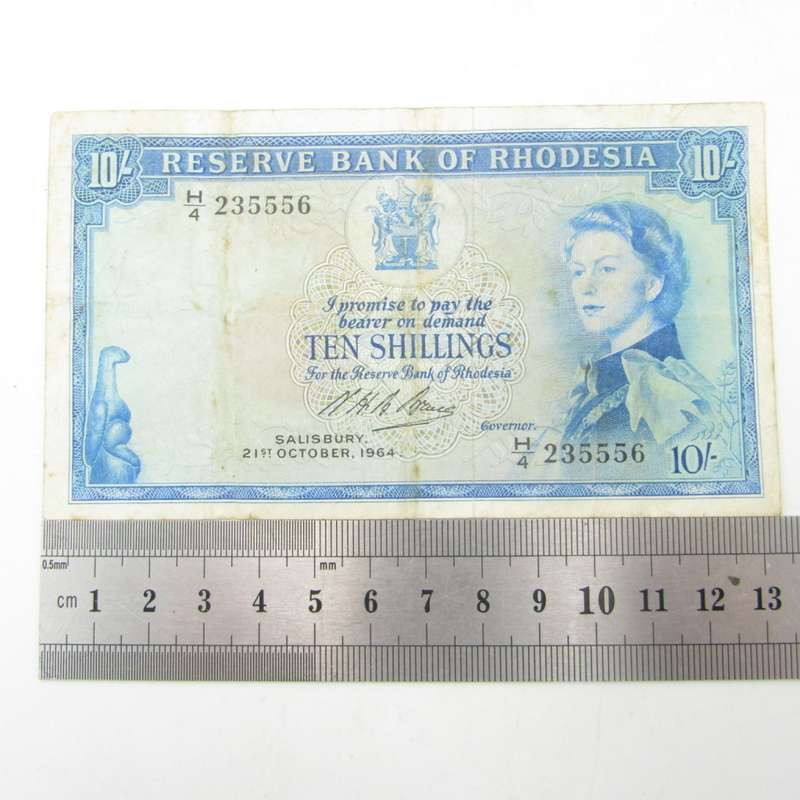 10/- RESERVE BANK OF RHODESIA 10/-
H/4 235556
I promise to pay the
bearer on demand
TEN SHILLINGS
For the Reserve Bank of Rhodesia
Governor.
SALISBURY,
21ST OCTOBER, 1964
H/4 235556 10/-
0.5mm mm
cm 1 2 3 4 5 6 7 8 9 10 11 12 13